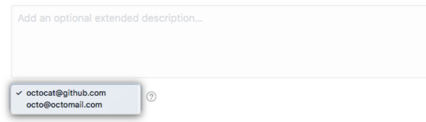 Add an optional extended description...
✓ octocat@github.com
octo@octomail.com
?